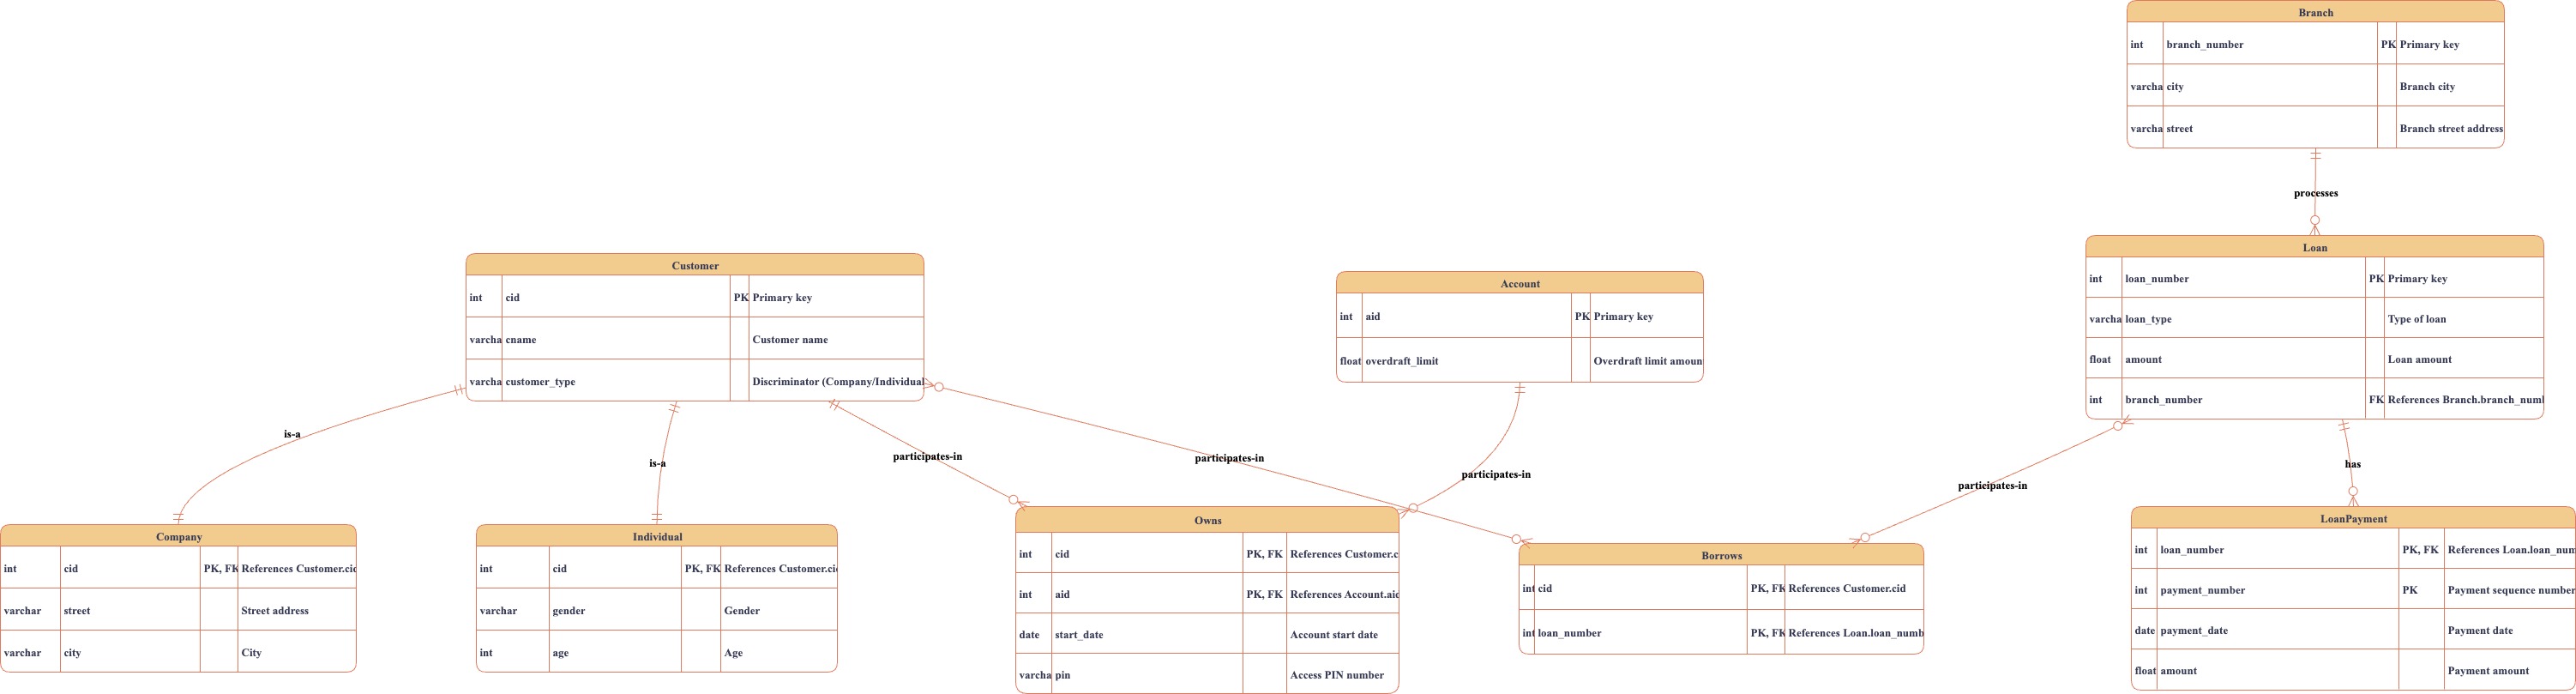 Branch
int branch_number PK Primary key
varcha city Branch city
varcha street Branch street address
processes
Loan
int loan_number PK Primary key
varcha loan_type Type of loan
float amount Loan amount
int branch_number FK References Branch.branch_numl
Customer
int cid PK Primary key
varcha cname Customer name
varcha customer_type Discriminator (Company/Individual
Account
int aid PK Primary key
float overdraft_limit Overdraft limit amoun
is-a
is-a
participates-in
participates-in
participates-in
participates-in
has
Company
int cid PK, FK References Customer.cid
varchar street Street address
varchar city City
Individual
int cid PK, FK References Customer.cid
varchar gender Gender
int age Age
Owns
int cid PK, FK References Customer.c
int aid PK, FK References Account.aid
date start_date Account start date
varcha pin Access PIN number
Borrows
int cid PK, FK References Customer.cid
int loan_number PK, FK References Loan.loan_numb
LoanPayment
int loan_number PK, FK References Loan.loan_num
int payment_number PK Payment sequence number
date payment_date Payment date
float amount Payment amount